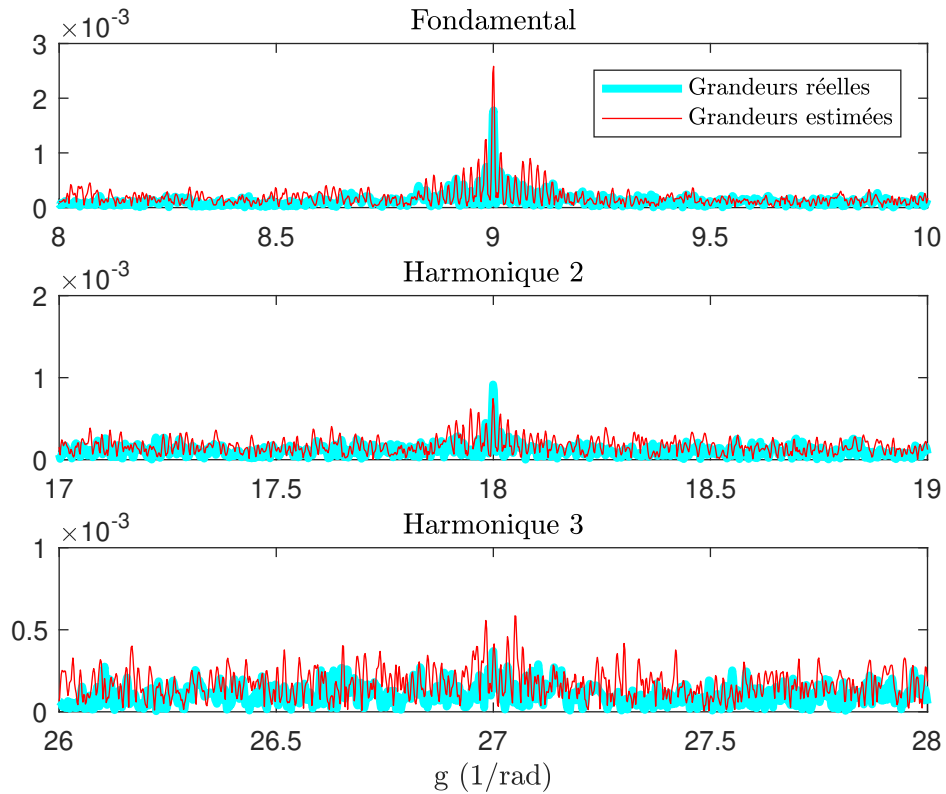 Fondamental
×10⁻³
3
2
1
0
8 8.5 9 9.5 10
Grandeurs réelles
Grandeurs estimées
Harmonique 2
×10⁻³
2
1
0
17 17.5 18 18.5 19
Harmonique 3
×10⁻³
1
0.5
0
26 26.5 27 27.5 28
g (1/rad)